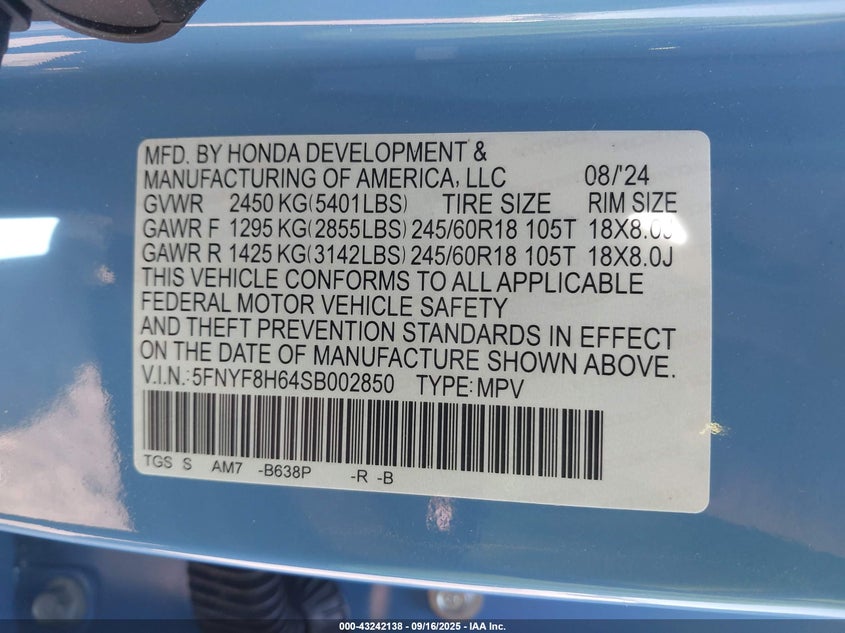 MFD. BY HONDA DEVELOPMENT &
MANUFACTURING OF AMERICA, LLC 08/'24
GVWR 2450 KG(5401LBS) TIRE SIZE RIM SIZE
GAWR F 1295 KG(2855LBS) 245/60R18 105T 18X8.0J
GAWR R 1425 KG(3142LBS) 245/60R18 105T 18X8.0J
THIS VEHICLE CONFORMS TO ALL APPLICABLE
FEDERAL MOTOR VEHICLE SAFETY
AND THEFT PREVENTION STANDARDS IN EFFECT
ON THE DATE OF MANUFACTURE SHOWN ABOVE.
V.I.N.:5FNYF8H64SB002850 TYPE:MPV
TGS S AM7 -B638P -R -B
000-43242138 - 09/16/2025 - IAA Inc.